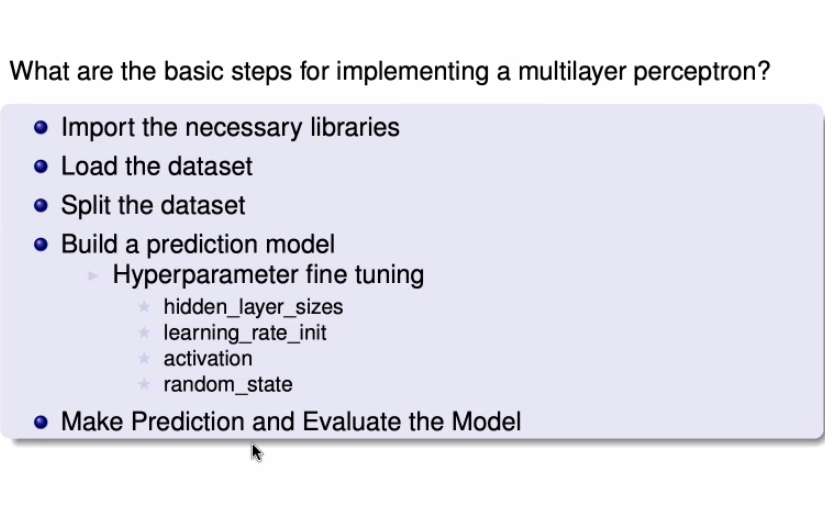 What are the basic steps for implementing a multilayer perceptron?
Import the necessary libraries
Load the dataset
Split the dataset
Build a prediction model
Hyperparameter fine tuning
hidden_layer_sizes
learning_rate_init
activation
random_state
Make Prediction and Evaluate the Model